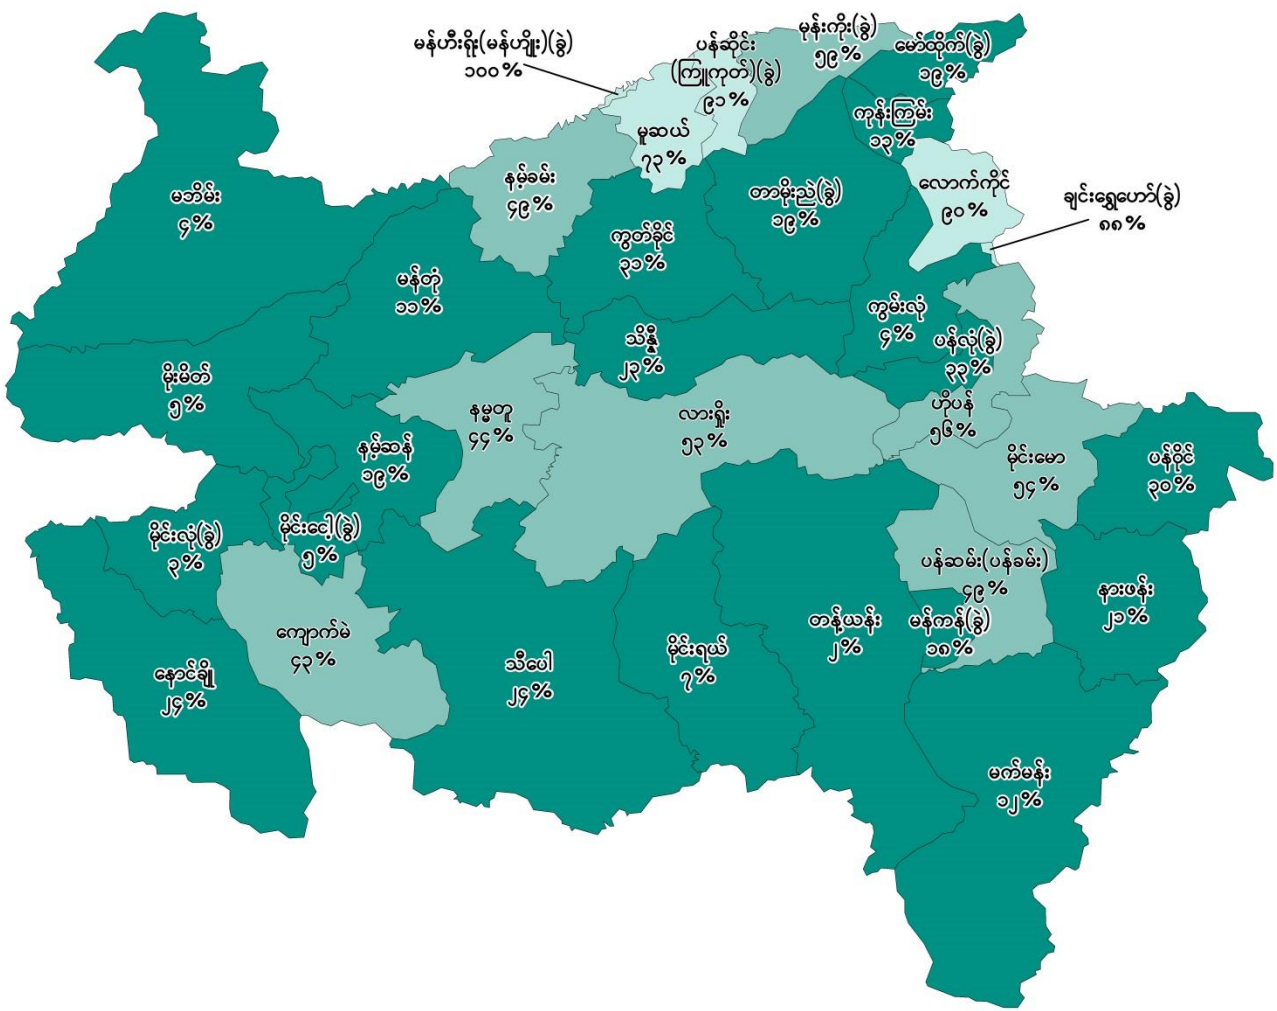 မန်ဟီးရိုး(မန်ဟျိုး)(ခွဲ)
၁၀၀%
ပန်ဆိုင်း
(ကြူကုတ်)(ခွဲ)
၉၁%
မုန်းကိုး(ခွဲ)
၅၉%
မော်ထိုက်(ခွဲ)
၁၉%
ကုန်းကြမ်း
၁၃%
မူဆယ်
၇၃%
နမ့်ခမ်း
၄၉%
တာမိုးညဲ(ခွဲ)
၁၉%
လောက်ကိုင်
၉၀%
ချင်းရွှေဟော်(ခွဲ)
၈၈%
မဘိမ်း
၄%
ကွတ်ခိုင်
၃၁%
မန်တုံ
၁၁%
ကွမ်းလုံ
၄%
သိန္နီ
၂၃%
ပန်လုံ(ခွဲ)
၃၃%
မိုးမိတ်
၅%
နမ္မတူ
၄၄%
လားရှိုး
၅၃%
ဟိုပန်
၅၆%
နမ့်ဆန်
၁၉%
မိုင်းမော
၅၄%
ပန်ဝိုင်
၃၀%
မိုင်းလုံ(ခွဲ)
၃%
မိုင်းငေါ့(ခွဲ)
၅%
ပန်ဆမ်း(ပန်ခမ်း)
၄၉%
နားဖန်း
၂၁%
ကျောက်မဲ
၄၃%
တန့်ယန်း
၂%
မန်ကန်(ခွဲ)
၁၈%
မိုင်းရယ်
၇%
နောင်ချို
၂၄%
သီပေါ
၂၄%
မက်မန်း
၁၂%